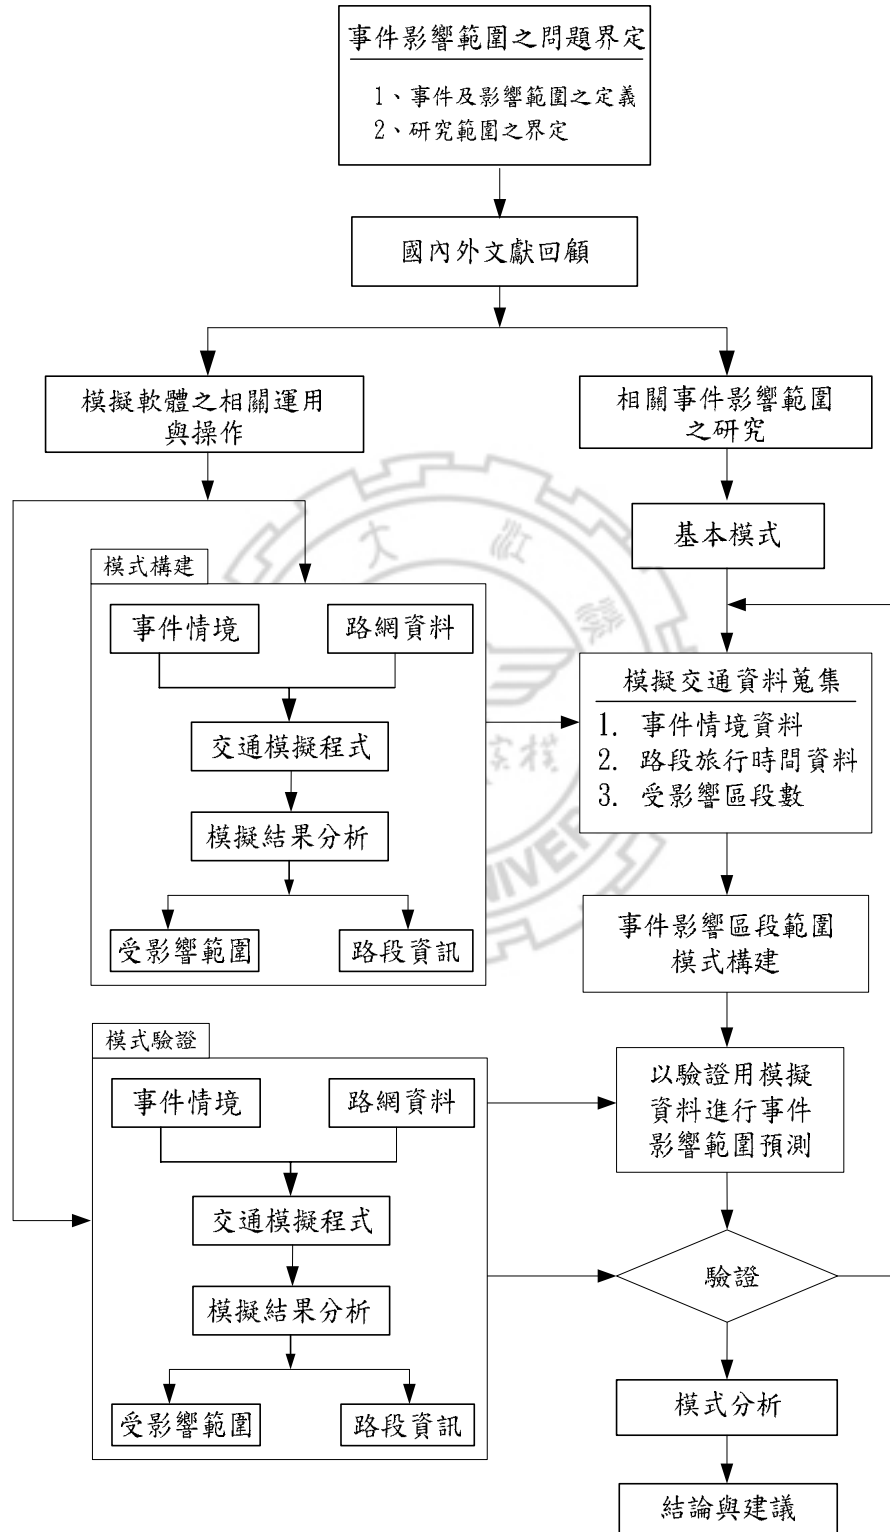 事件影響範圍之問題界定
1、事件及影響範圍之定義
2、研究範圍之界定
國內外文獻回顧
模擬軟體之相關運用
與操作
相關事件影響範圍
之研究
基本模式
模式構建
事件情境
路網資料
交通模擬程式
模擬結果分析
受影響範圍
路段資訊
模擬交通資料蒐集
1. 事件情境資料
2. 路段旅行時間資料
3. 受影響區段數
事件影響區段範圍
模式構建
模式驗證
事件情境
路網資料
交通模擬程式
模擬結果分析
受影響範圍
路段資訊
以驗證用模擬
資料進行事件
影響範圍預測
驗證
模式分析
結論與建議